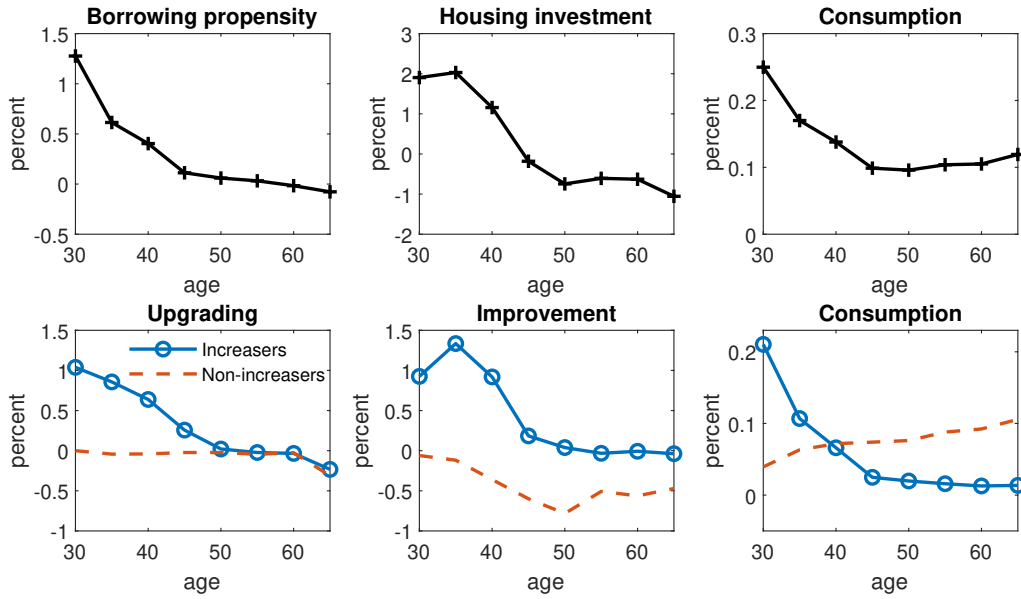 Borrowing propensity
1.5
1
0.5
0
-0.5
percent
30 40 50 60
age
Housing investment
3
2
1
0
-1
-2
percent
30 40 50 60
age
Consumption
0.3
0.2
0.1
0
percent
30 40 50 60
age
Upgrading
1.5
1
0.5
0
-0.5
-1
percent
Increasers
Non-increasers
30 40 50 60
age
Improvement
1.5
1
0.5
0
-0.5
-1
percent
30 40 50 60
age
Consumption
0.2
0.1
0
percent
30 40 50 60
age